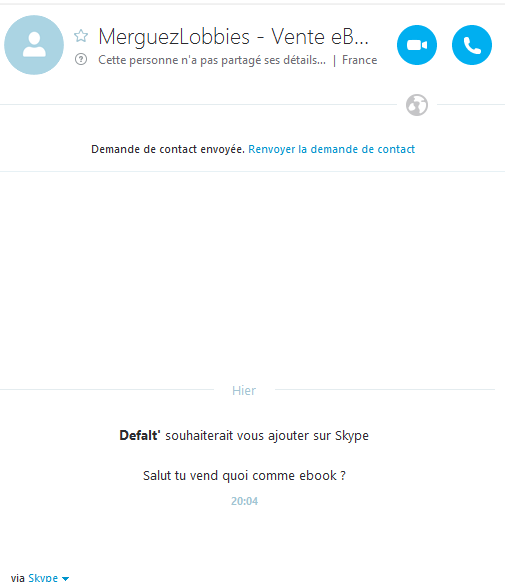 MerguezLobbies - Vente eB...
Cette personne n'a pas partagé ses détails... | France
Demande de contact envoyée. Renvoyer la demande de contact
Hier
Defalt' souhaiterait vous ajouter sur Skype
Salut tu vend quoi comme ebook ?
20:04
via Skype